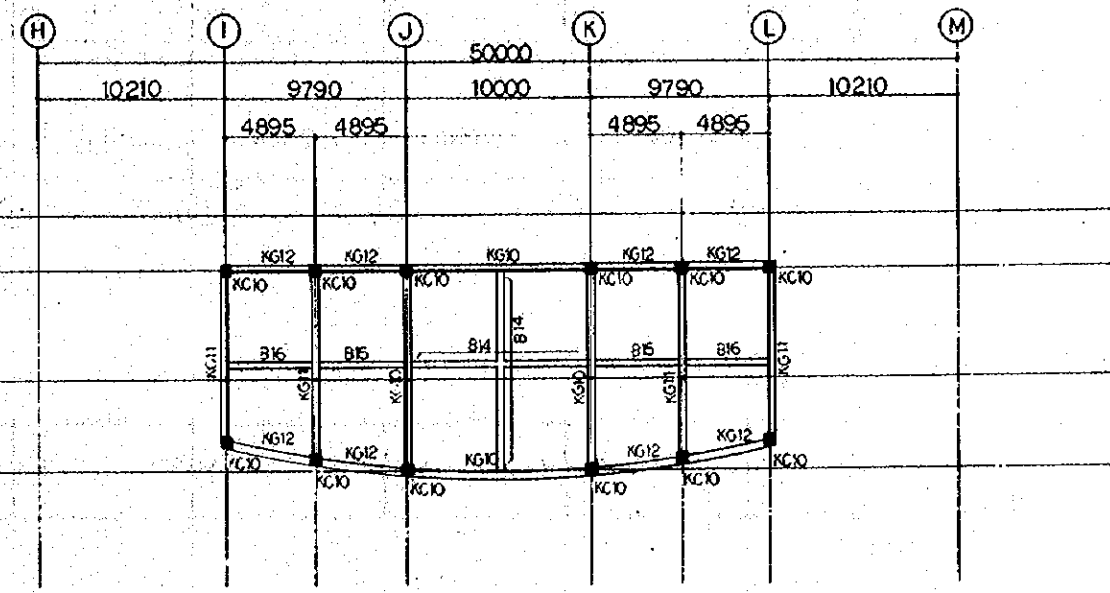 H I J K L M
50000
10210 9790 10000 9790 10210
4895 4895 4895 4895
KG12 KG12 KG10 KG12 KG12
KC10 KC10 KC10 KC10 KC10 KC10
B14
B16 B15 B14 B15 B16
KG11 KG11 KG10 KG10 KG11 KG11
KG12 KG12 KG10 KG12 KG12
KC10 KC10 KC10 KC10 KC10 KC10